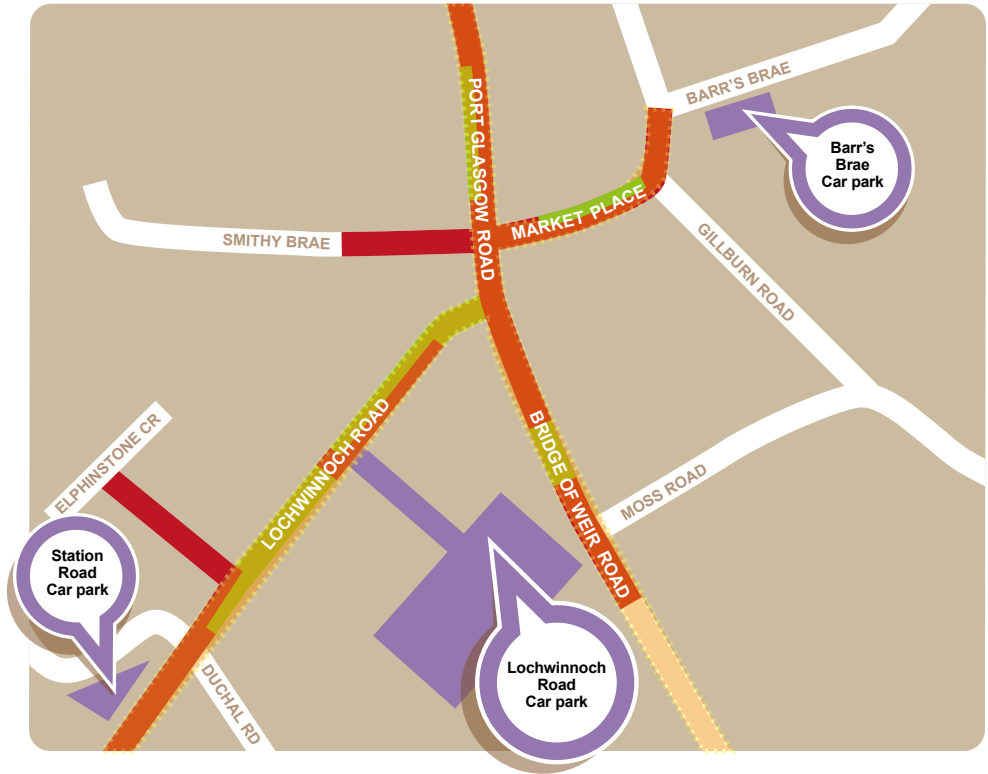 BARR'S BRAE
Barr's
Brae
Car park
PORT GLASGOW ROAD
MARKET PLACE
SMITHY BRAE
GILLBURN ROAD
LOCHWINNOCH ROAD
BRIDGE OF WEIR ROAD
ELPHINSTONE CR
MOSS ROAD
Station
Road
Car park
Lochwinnoch
Road
Car park
DUCHAL RD